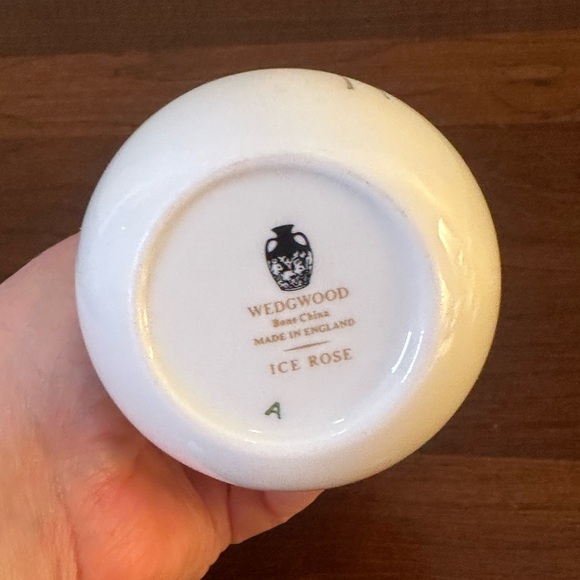 WEDGWOOD
Bone China
MADE IN ENGLAND
ICE ROSE
A